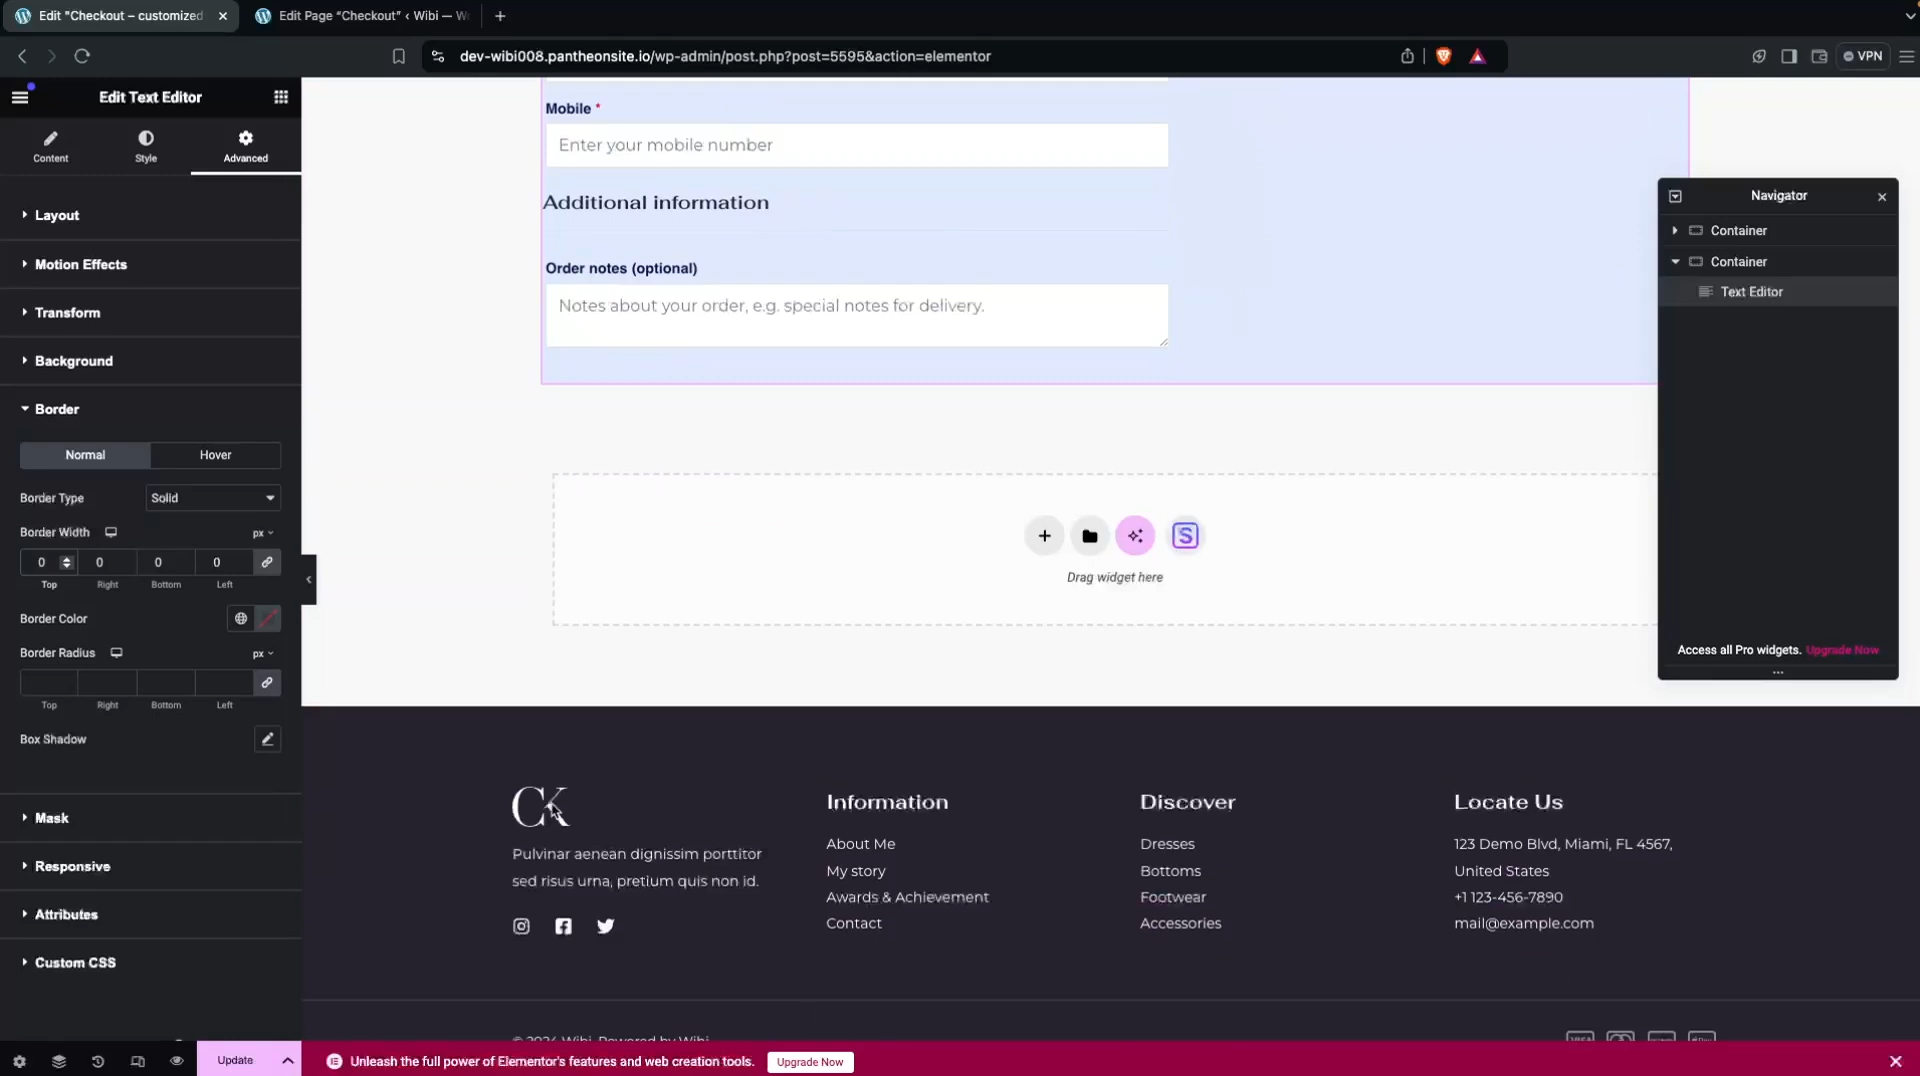 Edit "Checkout – customized
Edit Page "Checkout" ‹ Wibi — W
dev-wibi008.pantheonsite.io/wp-admin/post.php?post=5595&action=elementor
VPN
Edit Text Editor
Content
Style
Advanced
Layout
Motion Effects
Transform
Background
Border
Normal
Hover
Border Type
Solid
Border Width
px
0
0
0
0
Top
Right
Bottom
Left
Border Color
Border Radius
px
Top
Right
Bottom
Left
Box Shadow
Mask
Responsive
Attributes
Custom CSS
Update
Mobile *
Enter your mobile number
Additional information
Order notes (optional)
Notes about your order, e.g. special notes for delivery.
Drag widget here
Navigator
Container
Container
Text Editor
Access all Pro widgets. Upgrade Now
CK
Pulvinar aenean dignissim porttitor
sed risus urna, pretium quis non id.
Information
About Me
My story
Awards & Achievement
Contact
Discover
Dresses
Bottoms
Footwear
Accessories
Locate Us
123 Demo Blvd, Miami, FL 4567,
United States
+1 123-456-7890
mail@example.com
© 2024 Wibi. Powered by Wibi.
Unleash the full power of Elementor's features and web creation tools.
Upgrade Now